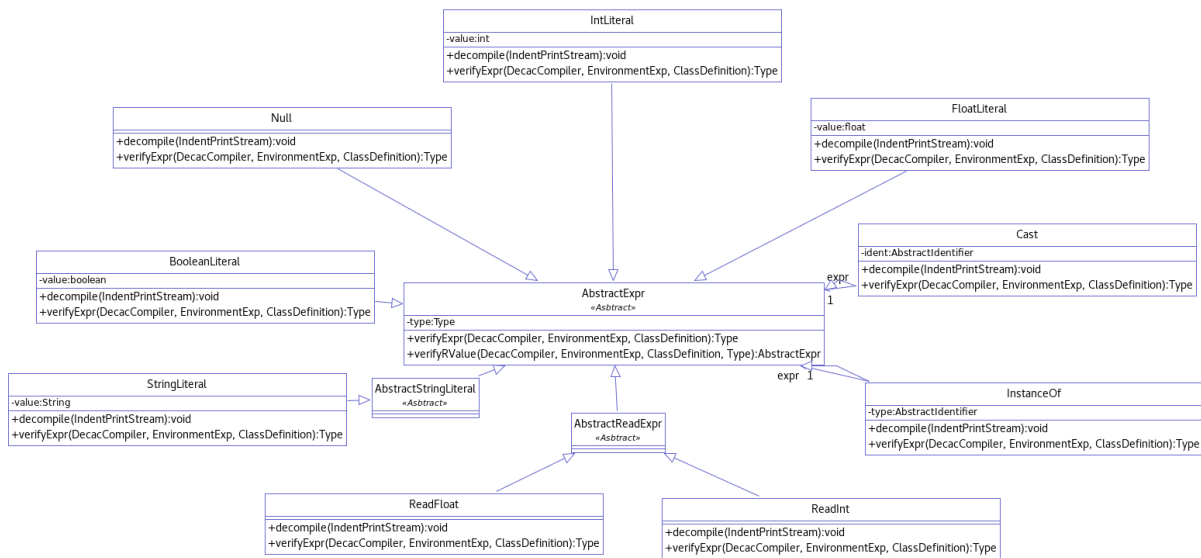 IntLiteral
-value:int
+decompile(IndentPrintStream):void
+verifyExpr(DecacCompiler, EnvironmentExp, ClassDefinition):Type
Null
+decompile(IndentPrintStream):void
+verifyExpr(DecacCompiler, EnvironmentExp, ClassDefinition):Type
FloatLiteral
-value:float
+decompile(IndentPrintStream):void
+verifyExpr(DecacCompiler, EnvironmentExp, ClassDefinition):Type
Cast
-ident:AbstractIdentifier
+decompile(IndentPrintStream):void
+verifyExpr(DecacCompiler, EnvironmentExp, ClassDefinition):Type
BooleanLiteral
-value:boolean
+decompile(IndentPrintStream):void
+verifyExpr(DecacCompiler, EnvironmentExp, ClassDefinition):Type
expr
1
AbstractExpr
«Asbtract»
-type:Type
+verifyExpr(DecacCompiler, EnvironmentExp, ClassDefinition):Type
+verifyRValue(DecacCompiler, EnvironmentExp, ClassDefinition, Type):AbstractExpr
expr 1
StringLiteral
-value:String
+decompile(IndentPrintStream):void
+verifyExpr(DecacCompiler, EnvironmentExp, ClassDefinition):Type
AbstractStringLiteral
«Asbtract»
InstanceOf
-type:AbstractIdentifier
+decompile(IndentPrintStream):void
+verifyExpr(DecacCompiler, EnvironmentExp, ClassDefinition):Type
AbstractReadExpr
«Asbtract»
ReadFloat
+decompile(IndentPrintStream):void
+verifyExpr(DecacCompiler, EnvironmentExp, ClassDefinition):Type
ReadInt
+decompile(IndentPrintStream):void
+verifyExpr(DecacCompiler, EnvironmentExp, ClassDefinition):Type